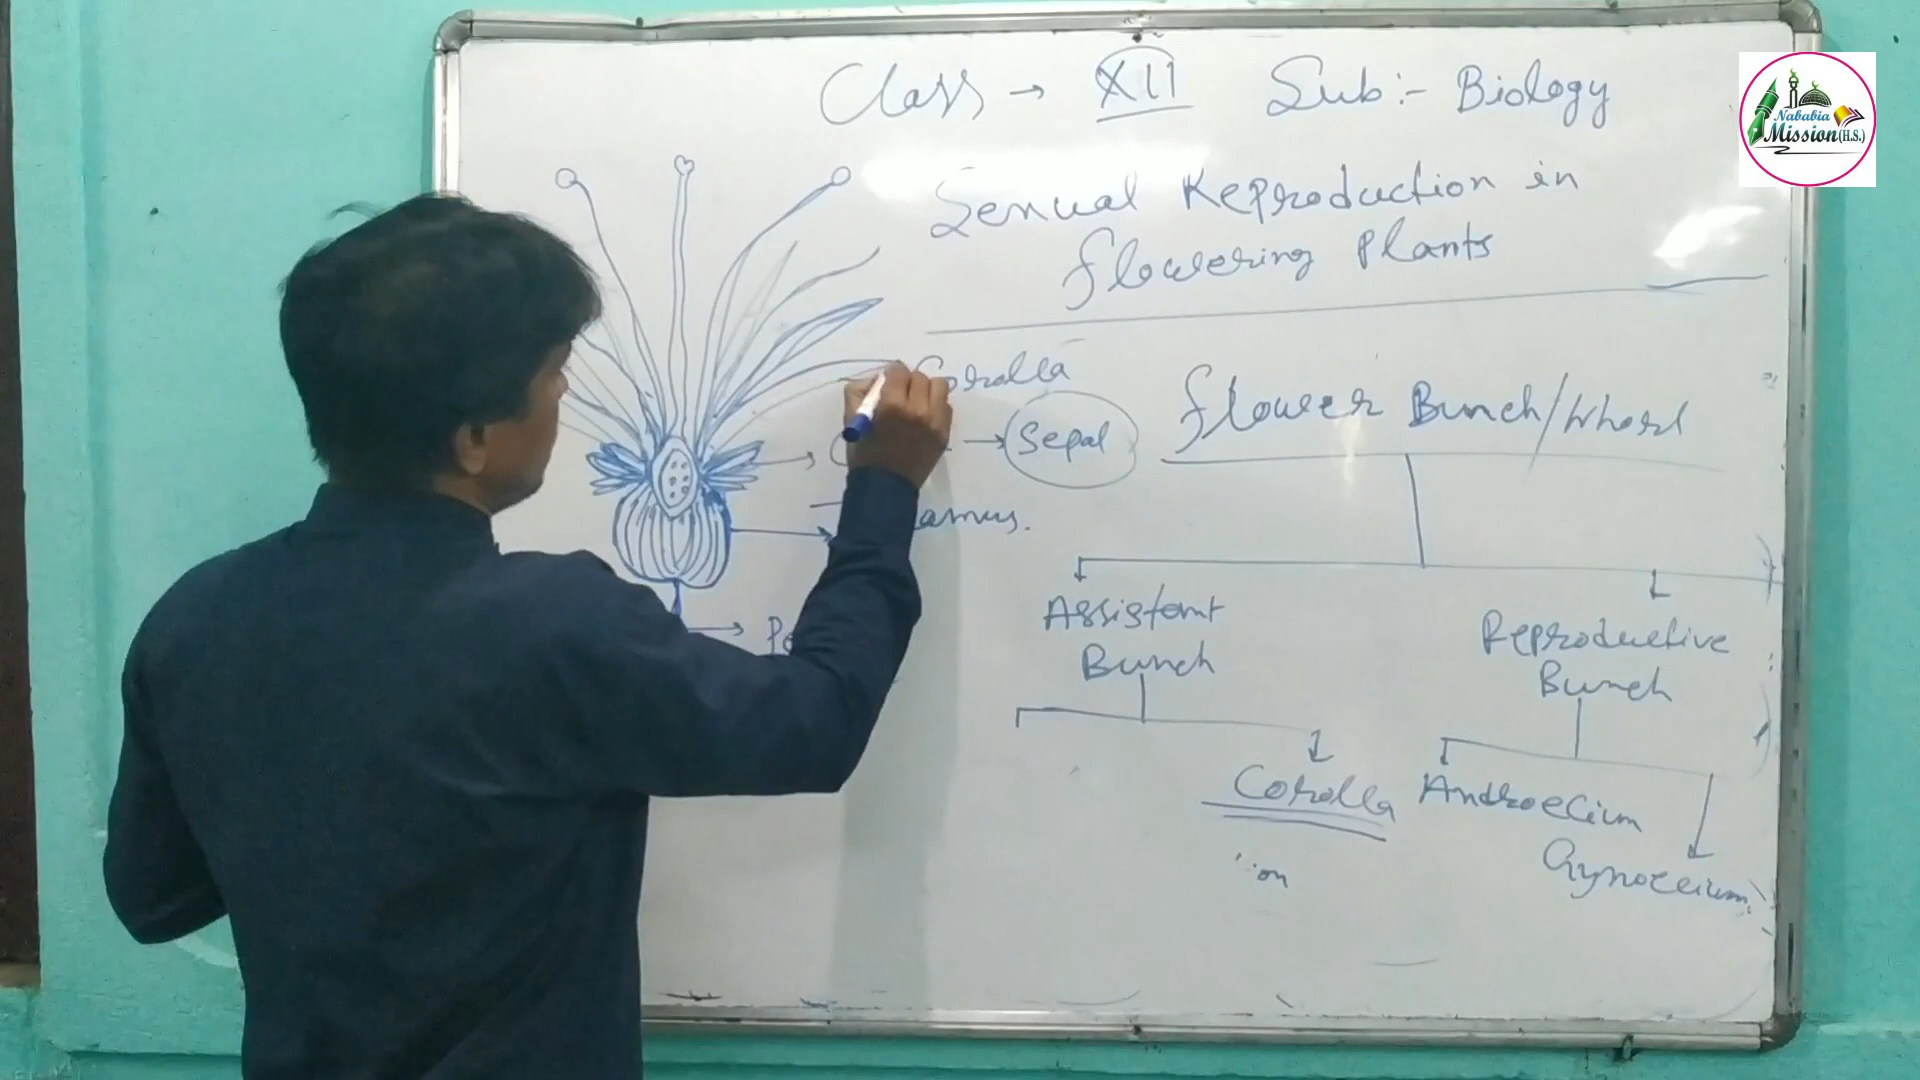 Class → XII Sub:- Biology
Nababia
Mission (H.S.)
Sexual Reproduction in
flowering Plants
Corolla
→ Sepal
flower Bunch/Whorl
Assistant
Bunch
Reproductive
Bunch
Corolla
Androecium
Gynoecium